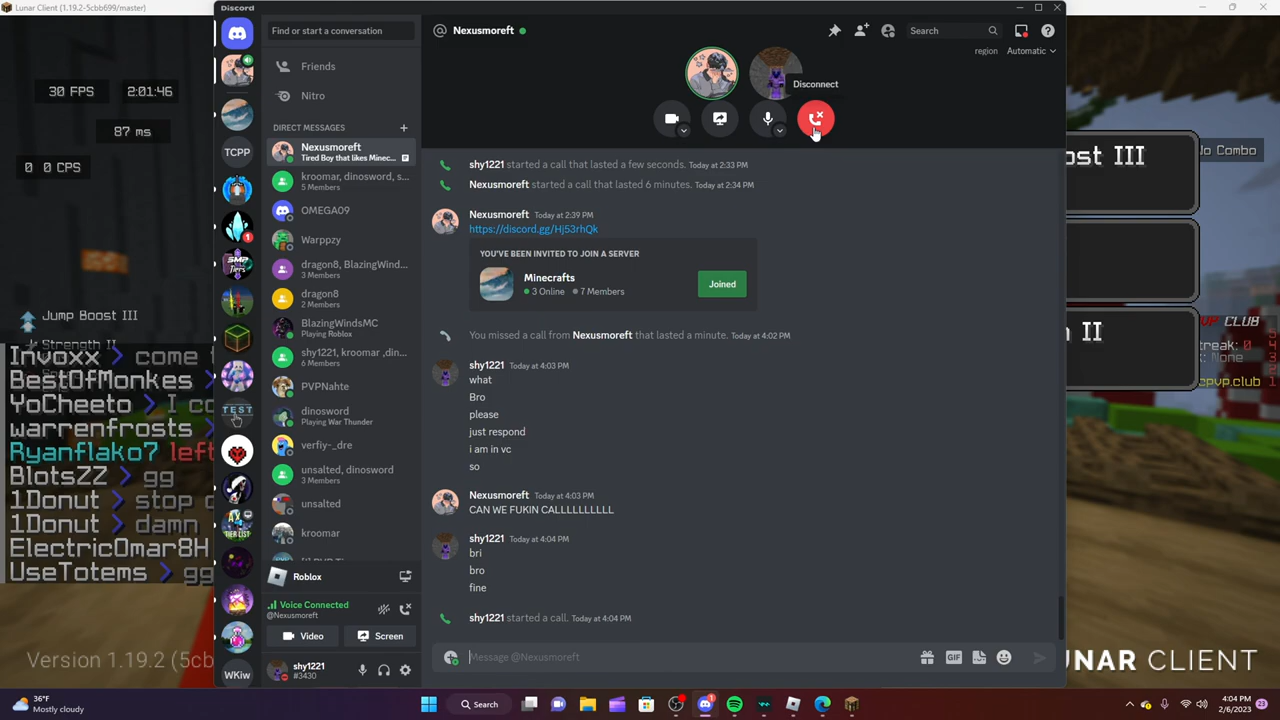 Lunar Client (1.19.2-5cbb699/master)
Discord
Find or start a conversation
@ Nexusmoreft
Search
region Automatic
30 FPS
2:01:46
87 ms
0 0 CPS
Friends
Nitro
DIRECT MESSAGES
Nexusmoreft
Tired Boy that likes Minec...
kroomar, dinosword, s...
5 Members
OMEGA09
Warppzy
dragon8, BlazingWinds...
3 Members
dragon8
2 Members
BlazingWindsMC
Playing Roblox
shy1221, kroomar ,din...
6 Members
PVPNahte
dinosword
Playing War Thunder
verfiy-_dre
unsalted, dinosword
3 Members
unsalted
kroomar
Roblox
Voice Connected
@Nexusmoreft
Video
Screen
shy1221
#3430
TCPP
1
TEST
WKiw
Disconnect
shy1221 started a call that lasted a few seconds. Today at 2:33 PM
Nexusmoreft started a call that lasted 6 minutes. Today at 2:34 PM
Nexusmoreft Today at 2:39 PM
https://discord.gg/Hj53rhQk
YOU'VE BEEN INVITED TO JOIN A SERVER
Minecrafts
3 Online 7 Members
Joined
You missed a call from Nexusmoreft that lasted a minute. Today at 4:02 PM
shy1221 Today at 4:03 PM
what
Bro
please
just respond
i am in vc
so
Nexusmoreft Today at 4:03 PM
CAN WE FUKIN CALLLLLLLLL
shy1221 Today at 4:04 PM
bri
bro
fine
shy1221 started a call. Today at 4:04 PM
Message @Nexusmoreft
GIF
Jump Boost III
Strength II
Invoxx > come
BestOfMonkes >
YoCheeto > I
warrenfrosts >
Ryanflako7 left
BlotsZZ > gg
1Donut > stop
1Donut > damn
ElectricOmar8H
UseTotems > gg
Version 1.19.2 (5cb
ost III
No Combo
II
CLUB
treak: 0
: None
cpvp.club
LUNAR CLIENT
36°F
Mostly cloudy
Search
1
4:04 PM
2/6/2023
23